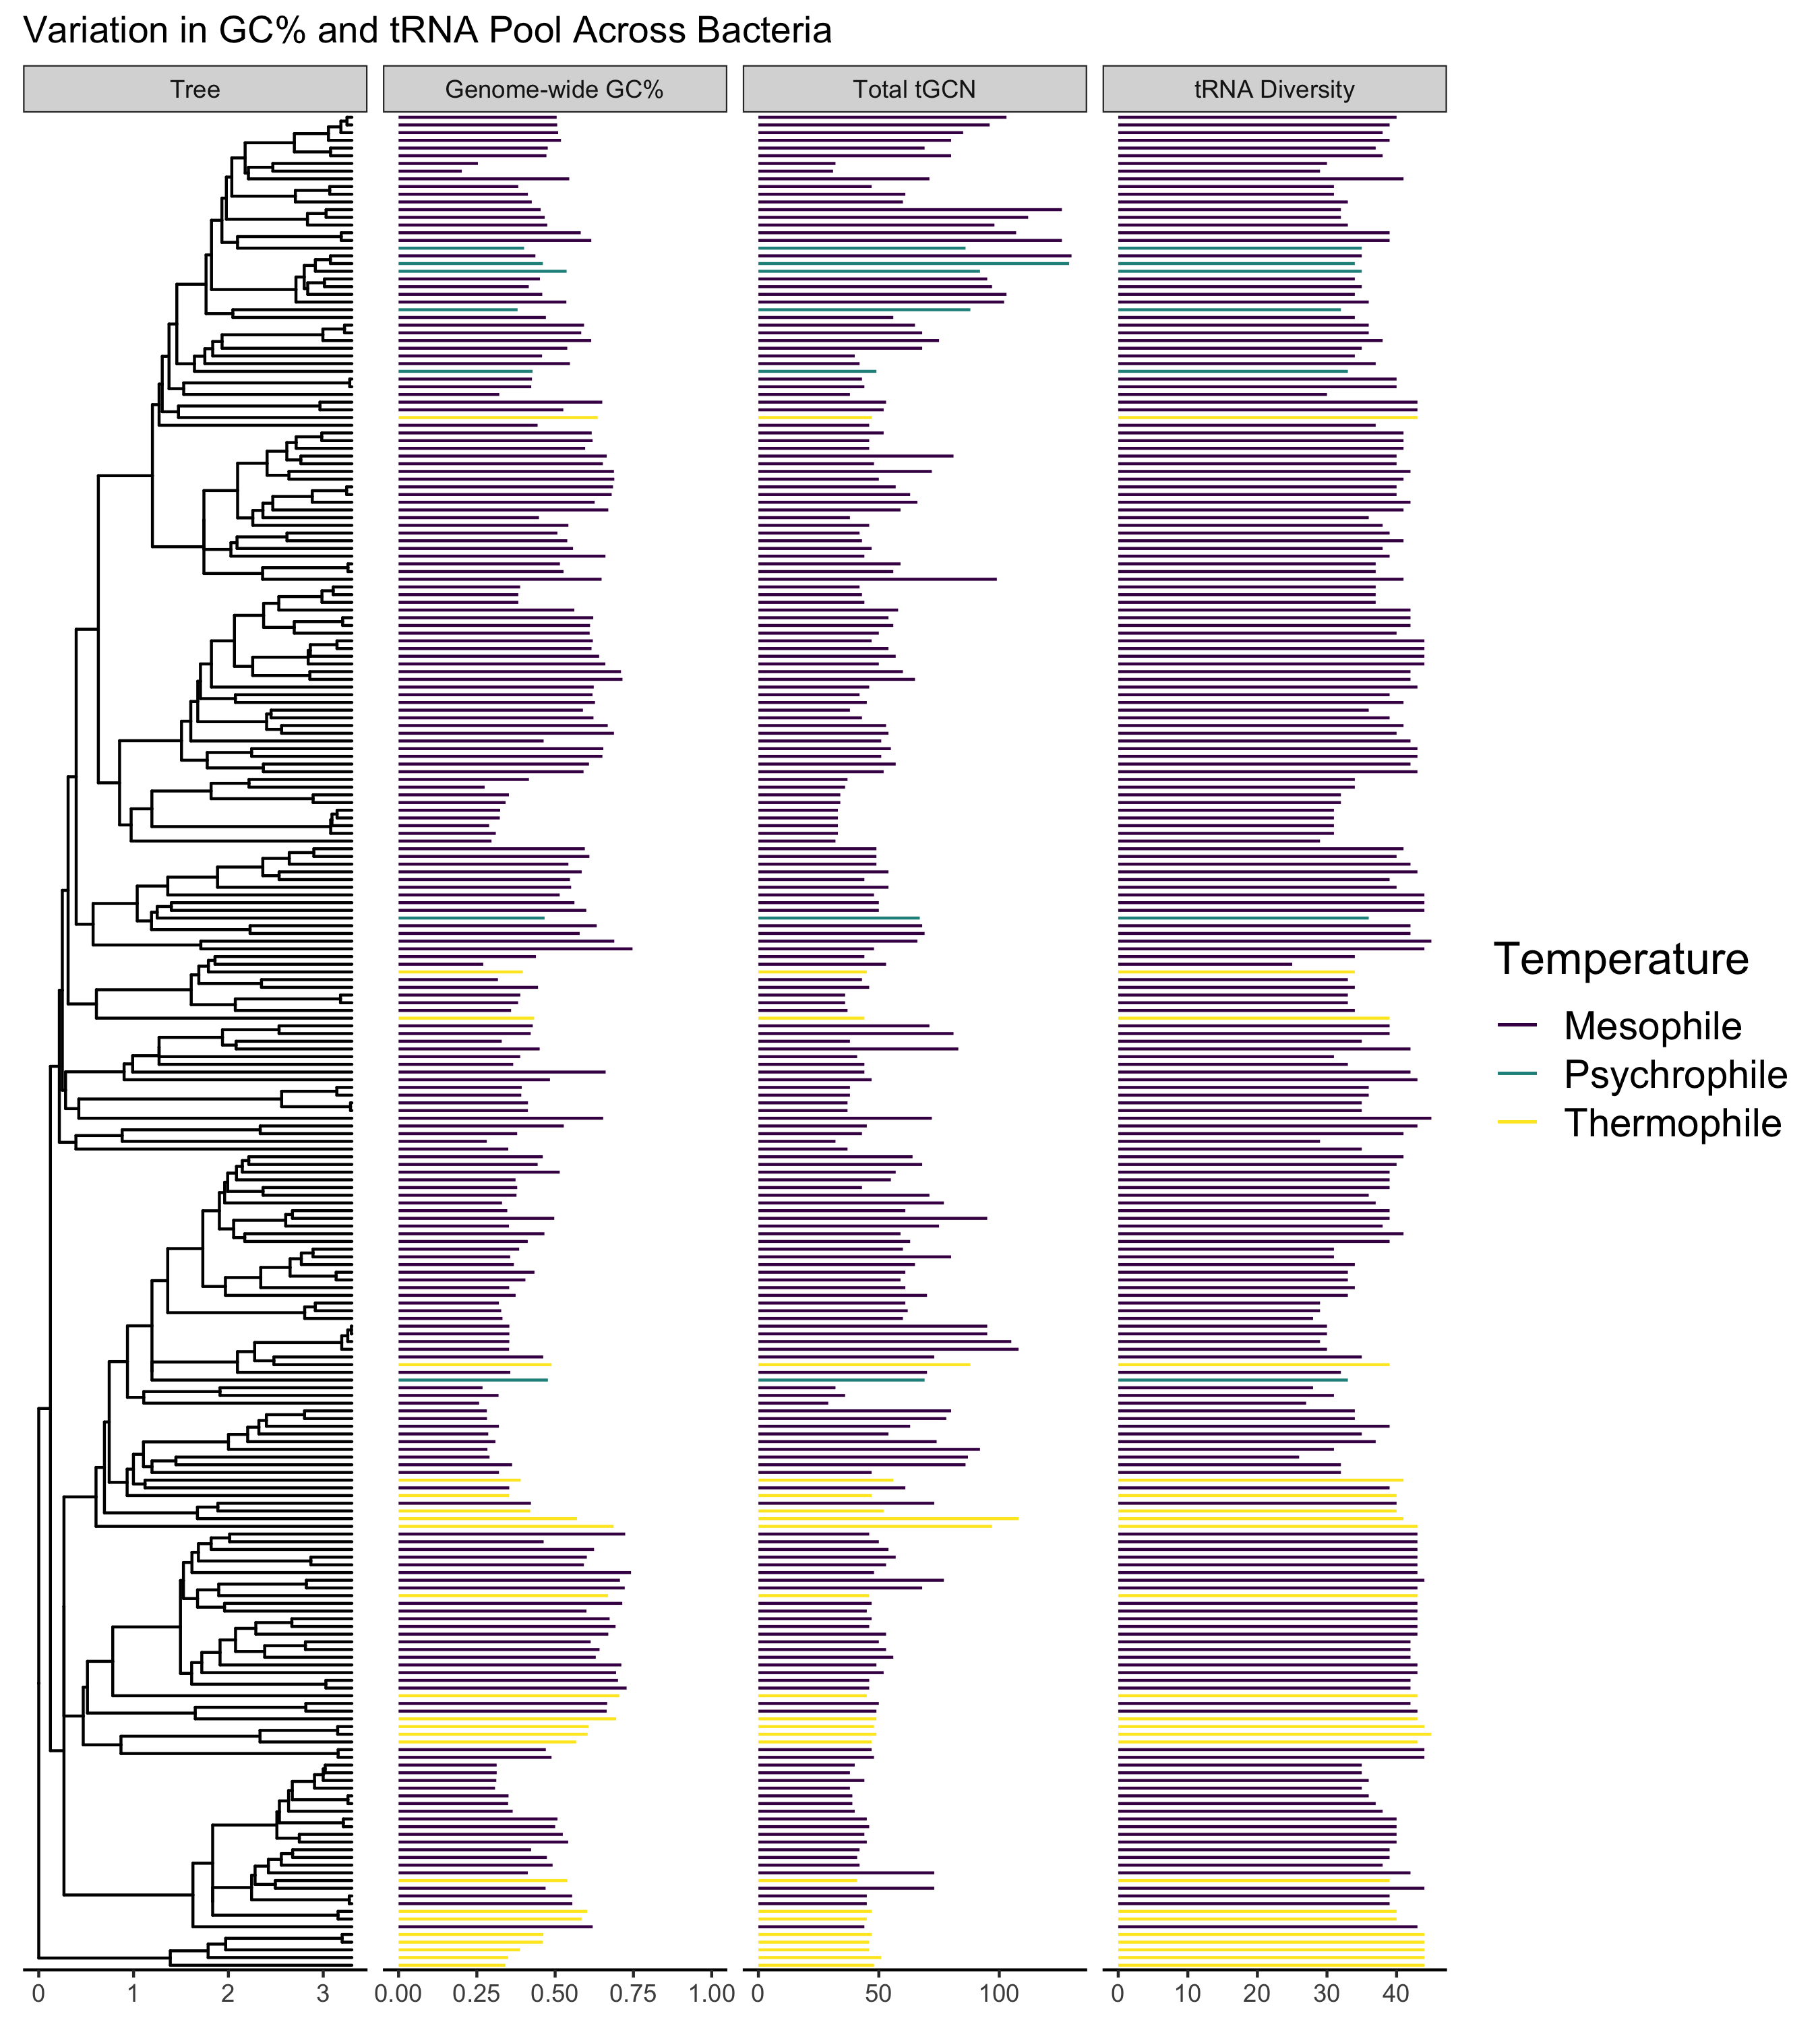 Variation in GC% and tRNA Pool Across Bacteria
Tree Genome-wide GC% Total tGCN tRNA Diversity
Temperature
Mesophile
Psychrophile
Thermophile
0 1 2 3 0.00 0.25 0.50 0.75 1.00 0 50 100 0 10 20 30 40